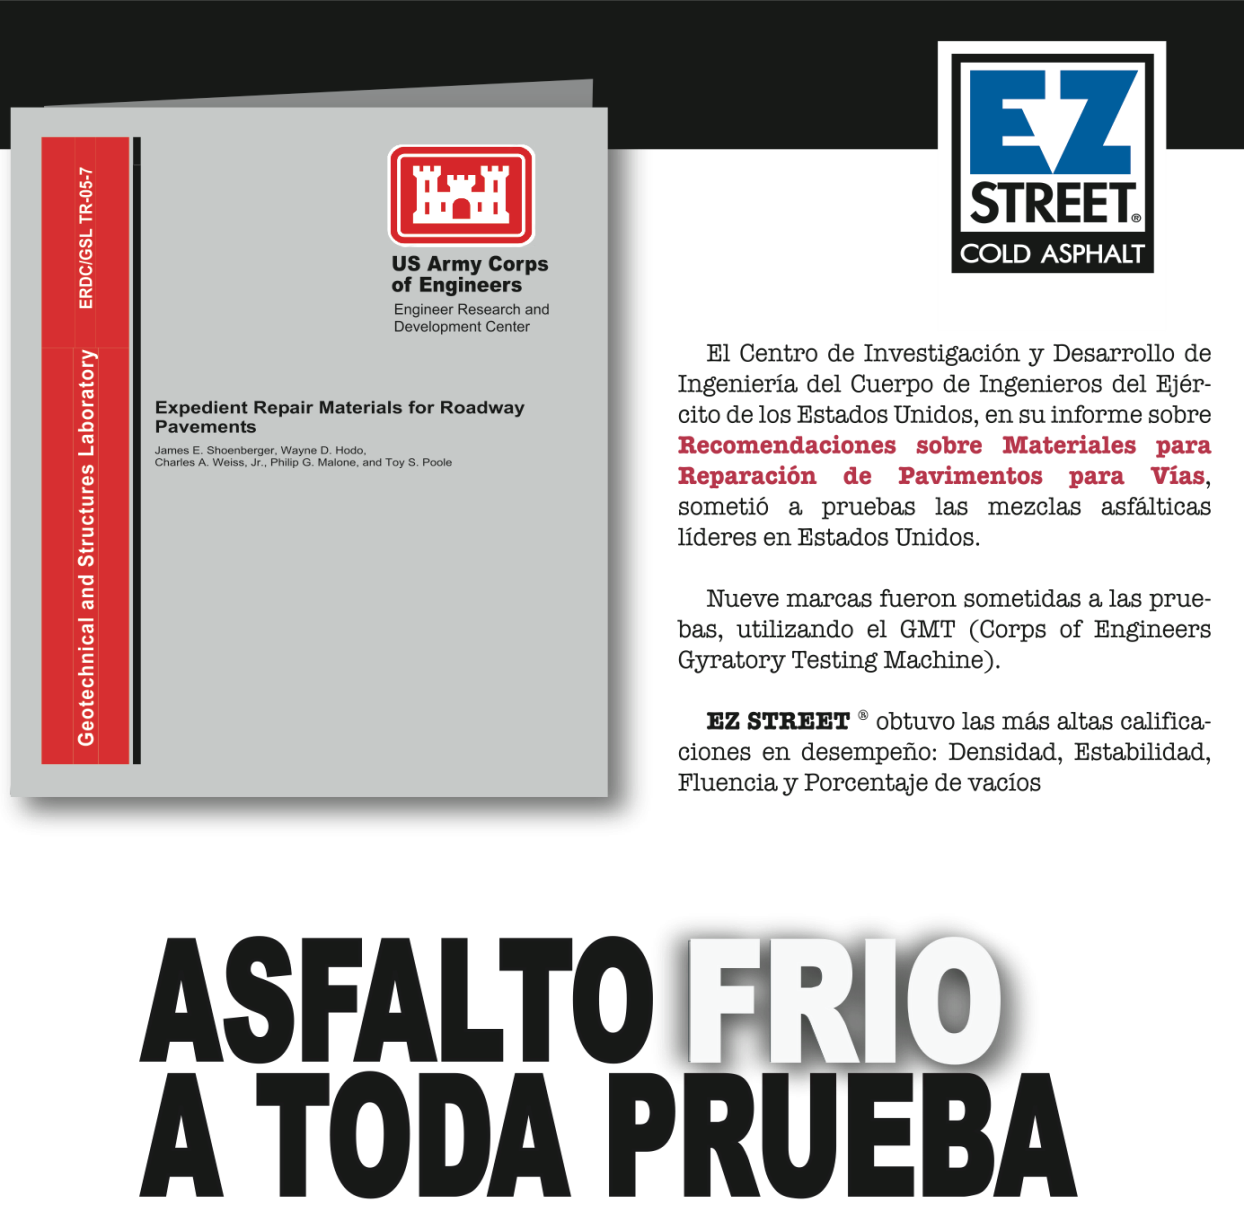 ERDC/GSL TR-05-7
Geotechnical and Structures Laboratory
US Army Corps
of Engineers
Engineer Research and
Development Center
Expedient Repair Materials for Roadway
Pavements
James E. Shoenberger, Wayne D. Hodo,
Charles A. Weiss, Jr., Philip G. Malone, and Toy S. Poole
EZ
STREET®
COLD ASPHALT
El Centro de Investigación y Desarrollo de
Ingeniería del Cuerpo de Ingenieros del Ejér-
cito de los Estados Unidos, en su informe sobre
Recomendaciones sobre Materiales para
Reparación de Pavimentos para Vías,
sometió a pruebas las mezclas asfálticas
líderes en Estados Unidos.
Nueve marcas fueron sometidas a las prue-
bas, utilizando el GMT (Corps of Engineers
Gyratory Testing Machine).
EZ STREET ® obtuvo las más altas califica-
ciones en desempeño: Densidad, Estabilidad,
Fluencia y Porcentaje de vacíos
ASFALTO FRIO
A TODA PRUEBA